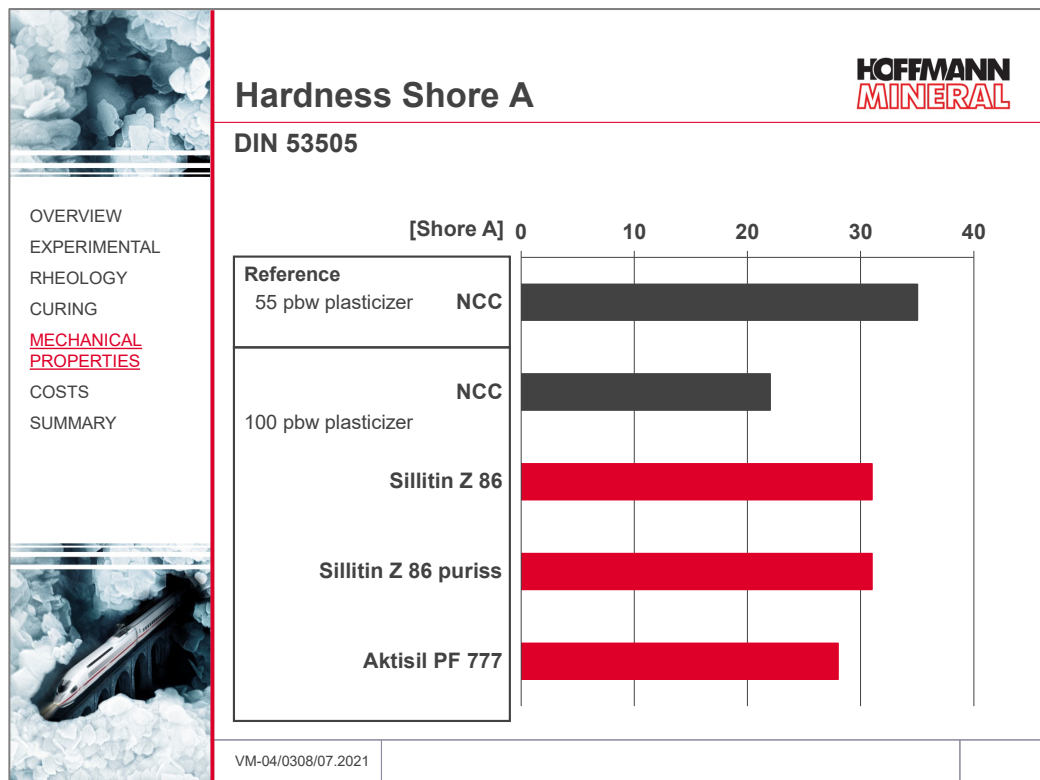 Hardness Shore A
HOFFMANN
MINERAL
DIN 53505
OVERVIEW
EXPERIMENTAL
RHEOLOGY
CURING
MECHANICAL
PROPERTIES
COSTS
SUMMARY
[Shore A] 0 10 20 30 40
Reference
55 pbw plasticizer NCC
NCC
100 pbw plasticizer
Sillitin Z 86
Sillitin Z 86 puriss
Aktisil PF 777
VM-04/0308/07.2021